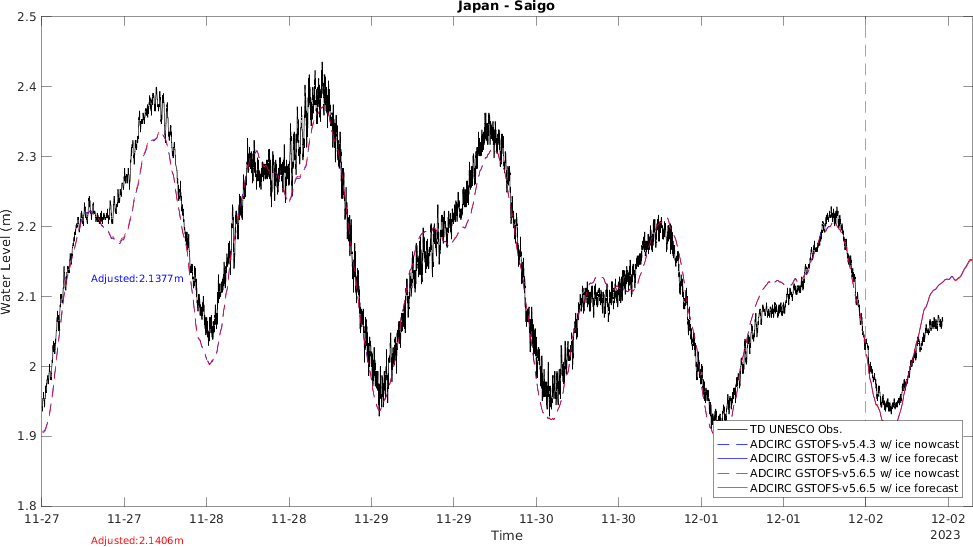 Japan - Saigo
2.5
2.4
2.3
2.2
2.1
2
1.9
1.8
Water Level (m)
Adjusted:2.1377m
TD UNESCO Obs.
ADCIRC GSTOFS-v5.4.3 w/ ice nowcast
ADCIRC GSTOFS-v5.4.3 w/ ice forecast
ADCIRC GSTOFS-v5.6.5 w/ ice nowcast
ADCIRC GSTOFS-v5.6.5 w/ ice forecast
11-27 11-27 11-28 11-28 11-29 11-29 11-30 11-30 12-01 12-01 12-02 12-02
2023
Time
Adjusted:2.1406m